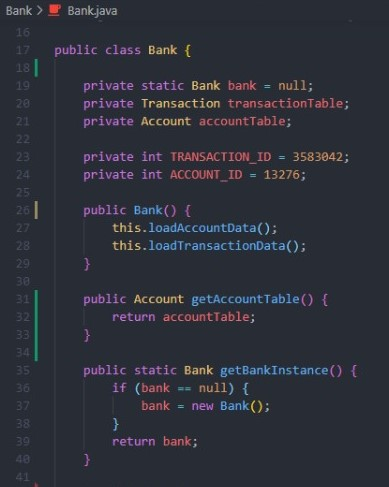 Bank > Bank.java
16
17 public class Bank {
18
19 private static Bank bank = null;
20 private Transaction transactionTable;
21 private Account accountTable;
22
23 private int TRANSACTION_ID = 3583042;
24 private int ACCOUNT_ID = 13276;
25
26 public Bank() {
27 this.loadAccountData();
28 this.loadTransactionData();
29 }
30
31 public Account getAccountTable() {
32 return accountTable;
33 }
34
35 public static Bank getBankInstance() {
36 if (bank == null) {
37 bank = new Bank();
38 }
39 return bank;
40 }
41